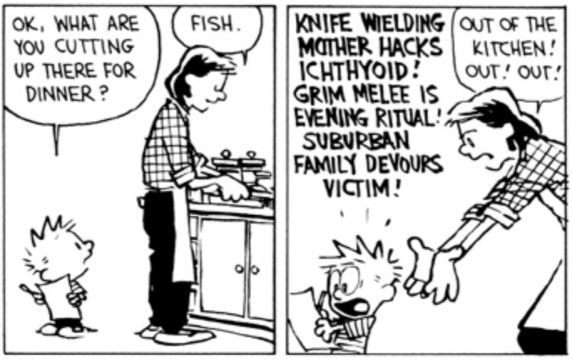 OK, WHAT ARE
YOU CUTTING
UP THERE FOR
DINNER?
FISH.
KNIFE WIELDING
MOTHER HACKS
ICHTHYOID!
GRIM MELEE IS
EVENING RITUAL!
SUBURBAN
FAMILY DEVOURS
VICTIM!
OUT OF THE
KITCHEN!
OUT! OUT!